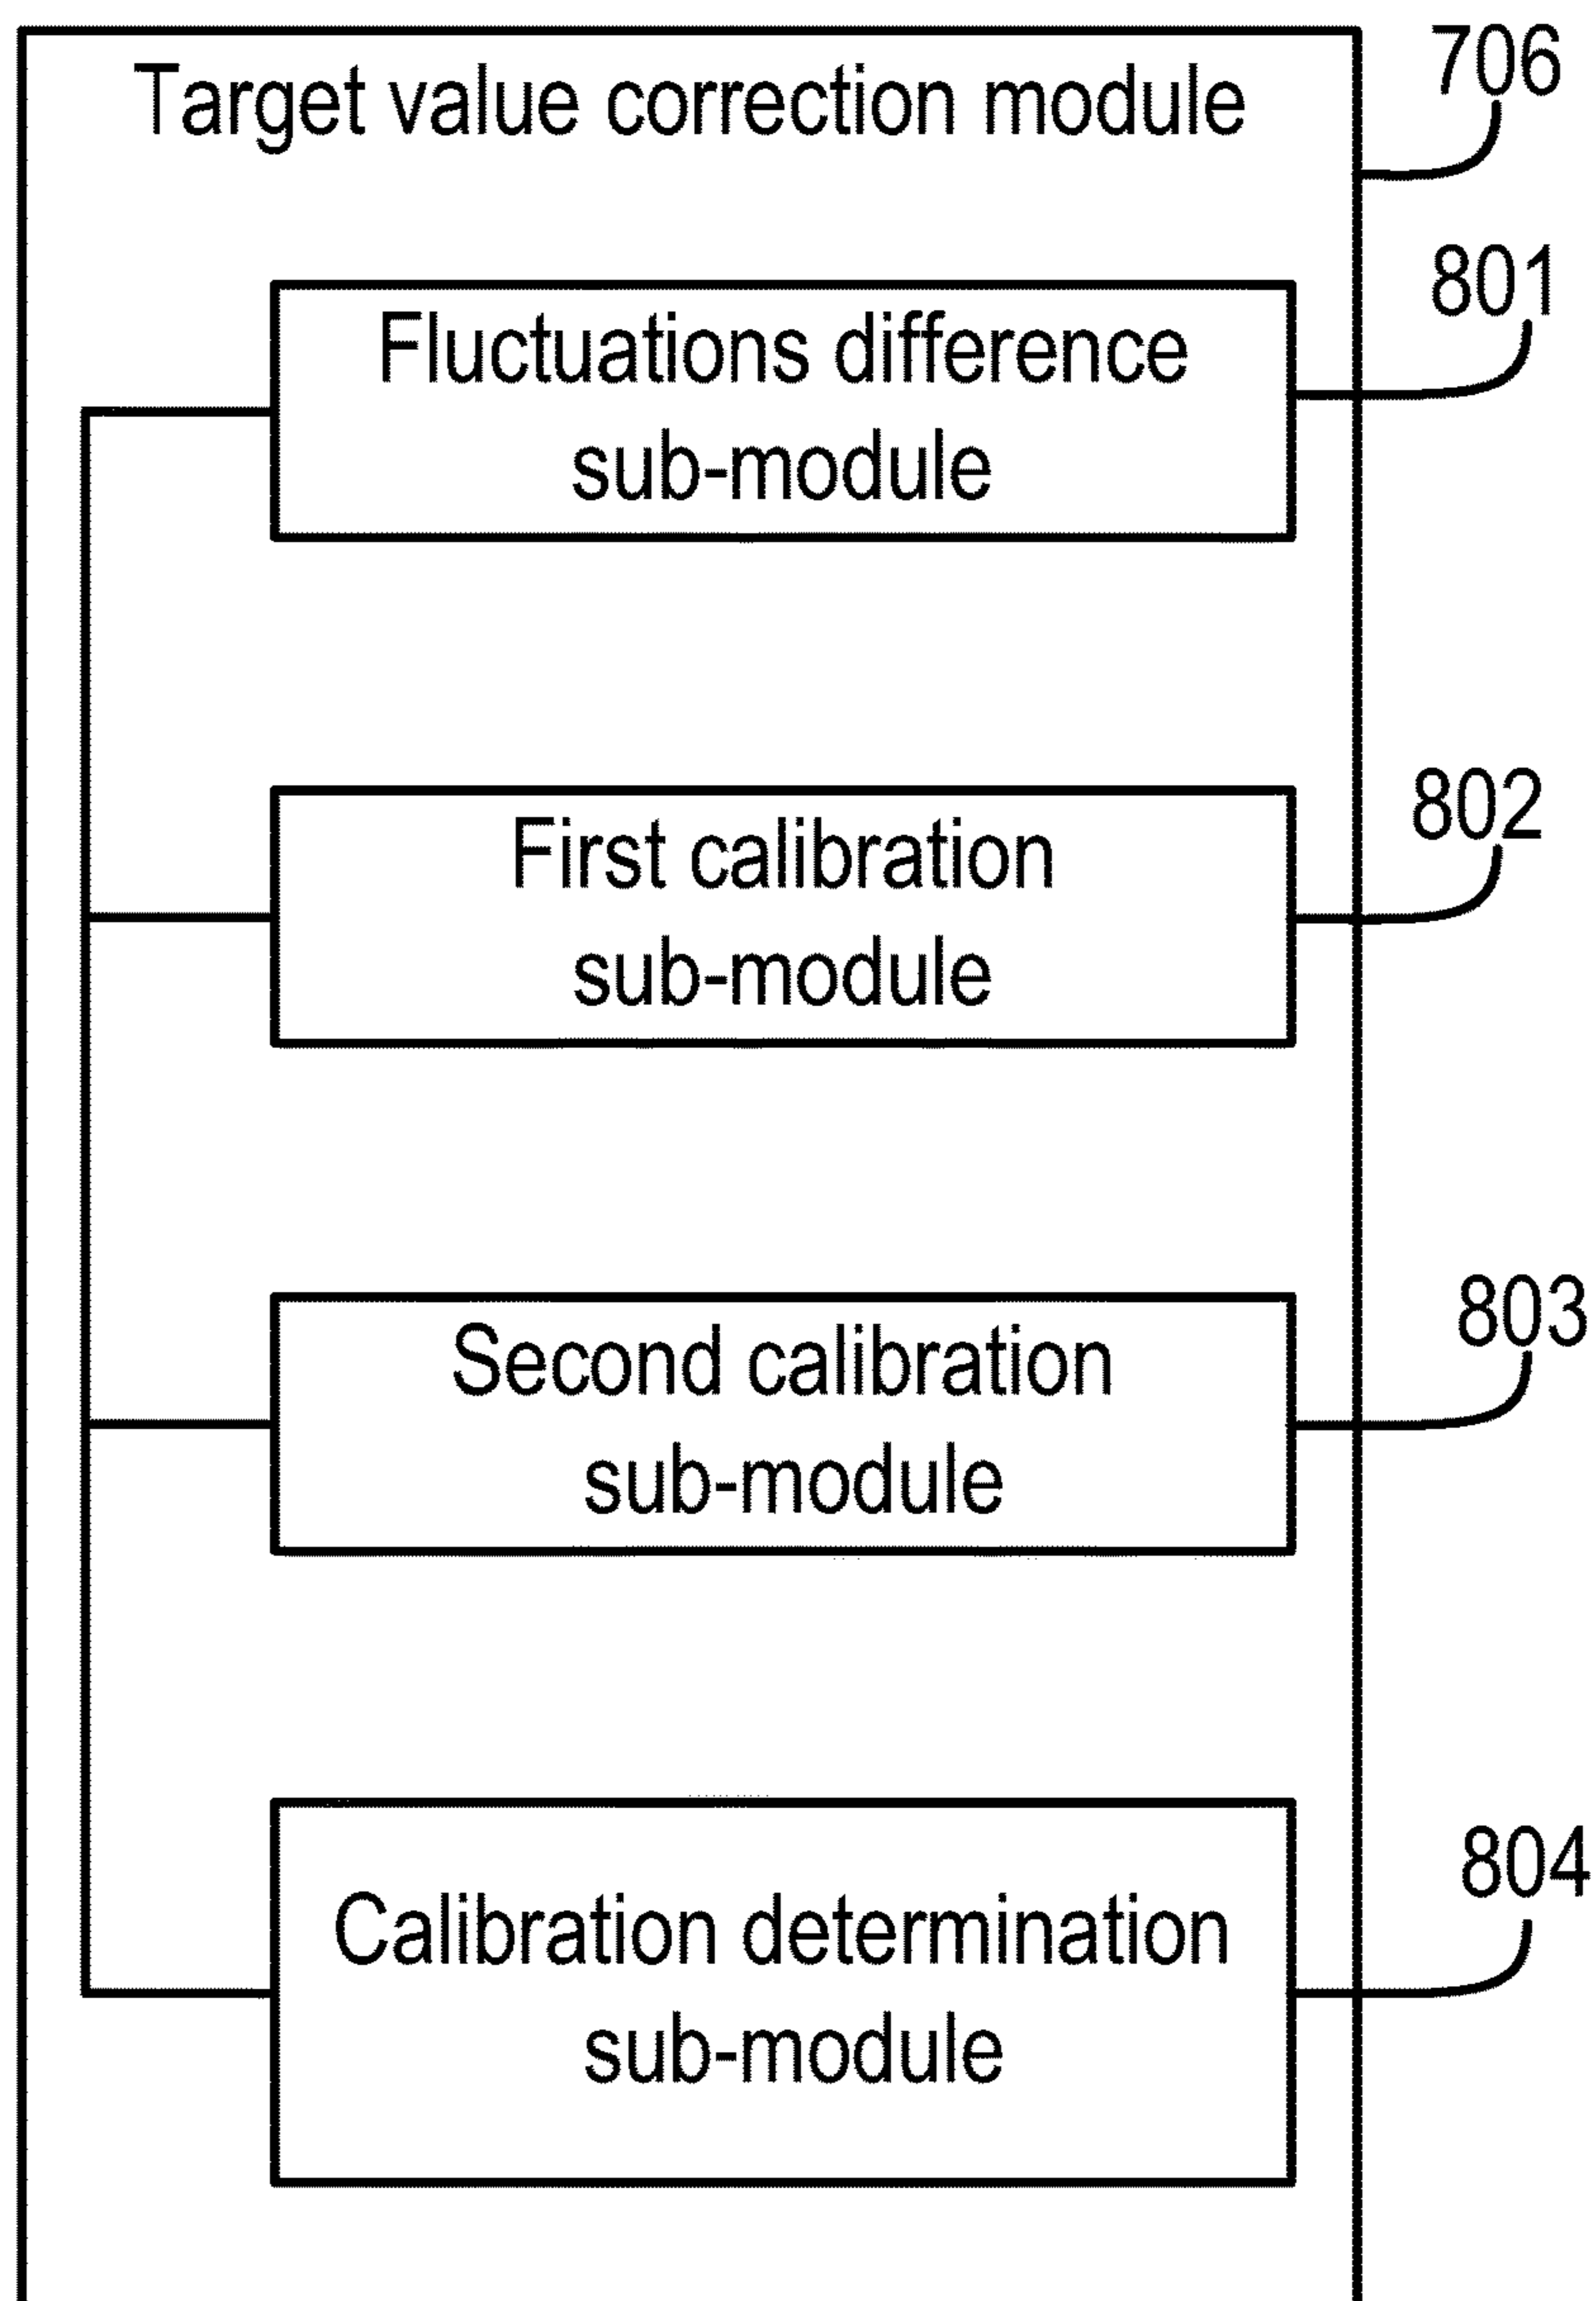 Target value correction module
706
801
Fluctuations difference
sub-module
802
First calibration
sub-module
803
Second calibration
sub-module
804
Calibration determination
sub-module